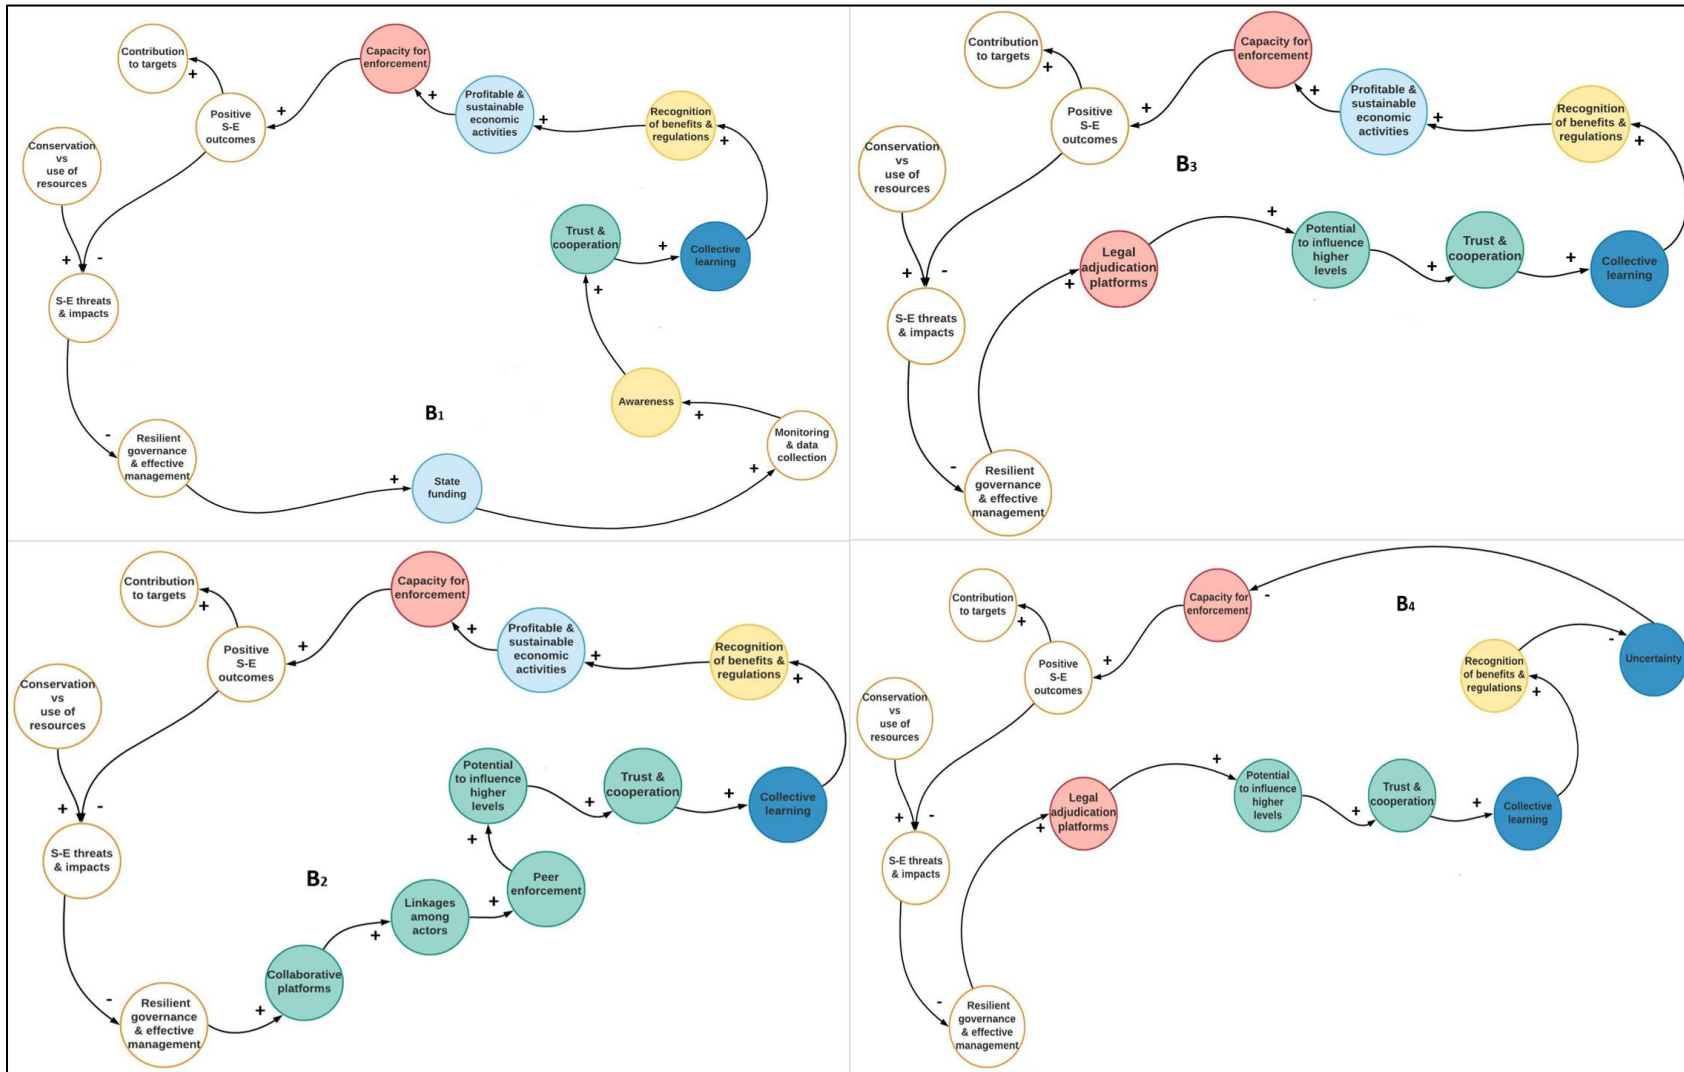 Contribution
to targets
+
Capacity for
enforcement
+
+
Profitable &
sustainable
economic
activities
+
Recognition
of benefits &
regulations
+
Positive
S-E
outcomes
Conservation
vs
use of
resources
+ -
S-E threats
& impacts
Trust &
cooperation
+
Collective
learning
+
Awareness
+
B1
Monitoring
& data
collection
+
-
Resilient
governance
& effective
management
+
State
funding
Contribution
to targets
+
Capacity for
enforcement
+
+
Profitable &
sustainable
economic
activities
+
Recognition
of benefits &
regulations
+
Positive
S-E
outcomes
B3
Conservation
vs
use of
resources
+ -
S-E threats
& impacts
Legal
adjudication
platforms
+
+
Potential
to influence
higher
levels
+
Trust &
cooperation
+
Collective
learning
-
Resilient
governance
& effective
management
Contribution
to targets
+
Capacity for
enforcement
+
+
Profitable &
sustainable
economic
activities
+
Recognition
of benefits &
regulations
+
Positive
S-E
outcomes
Conservation
vs
use of
resources
+ -
S-E threats
& impacts
Potential
to influence
higher
levels
+
Trust &
cooperation
+
Collective
learning
+
Peer
enforcement
+
Linkages
among
actors
+
B2
Collaborative
platforms
+
-
Resilient
governance
& effective
management
Contribution
to targets
+
Capacity for
enforcement
-
+
B4
Uncertainty
-
Recognition
of benefits &
regulations
+
Positive
S-E
outcomes
Conservation
vs
use of
resources
+ -
S-E threats
& impacts
Legal
adjudication
platforms
+
+
Potential
to influence
higher
levels
+
Trust &
cooperation
+
Collective
learning
-
Resilient
governance
& effective
management